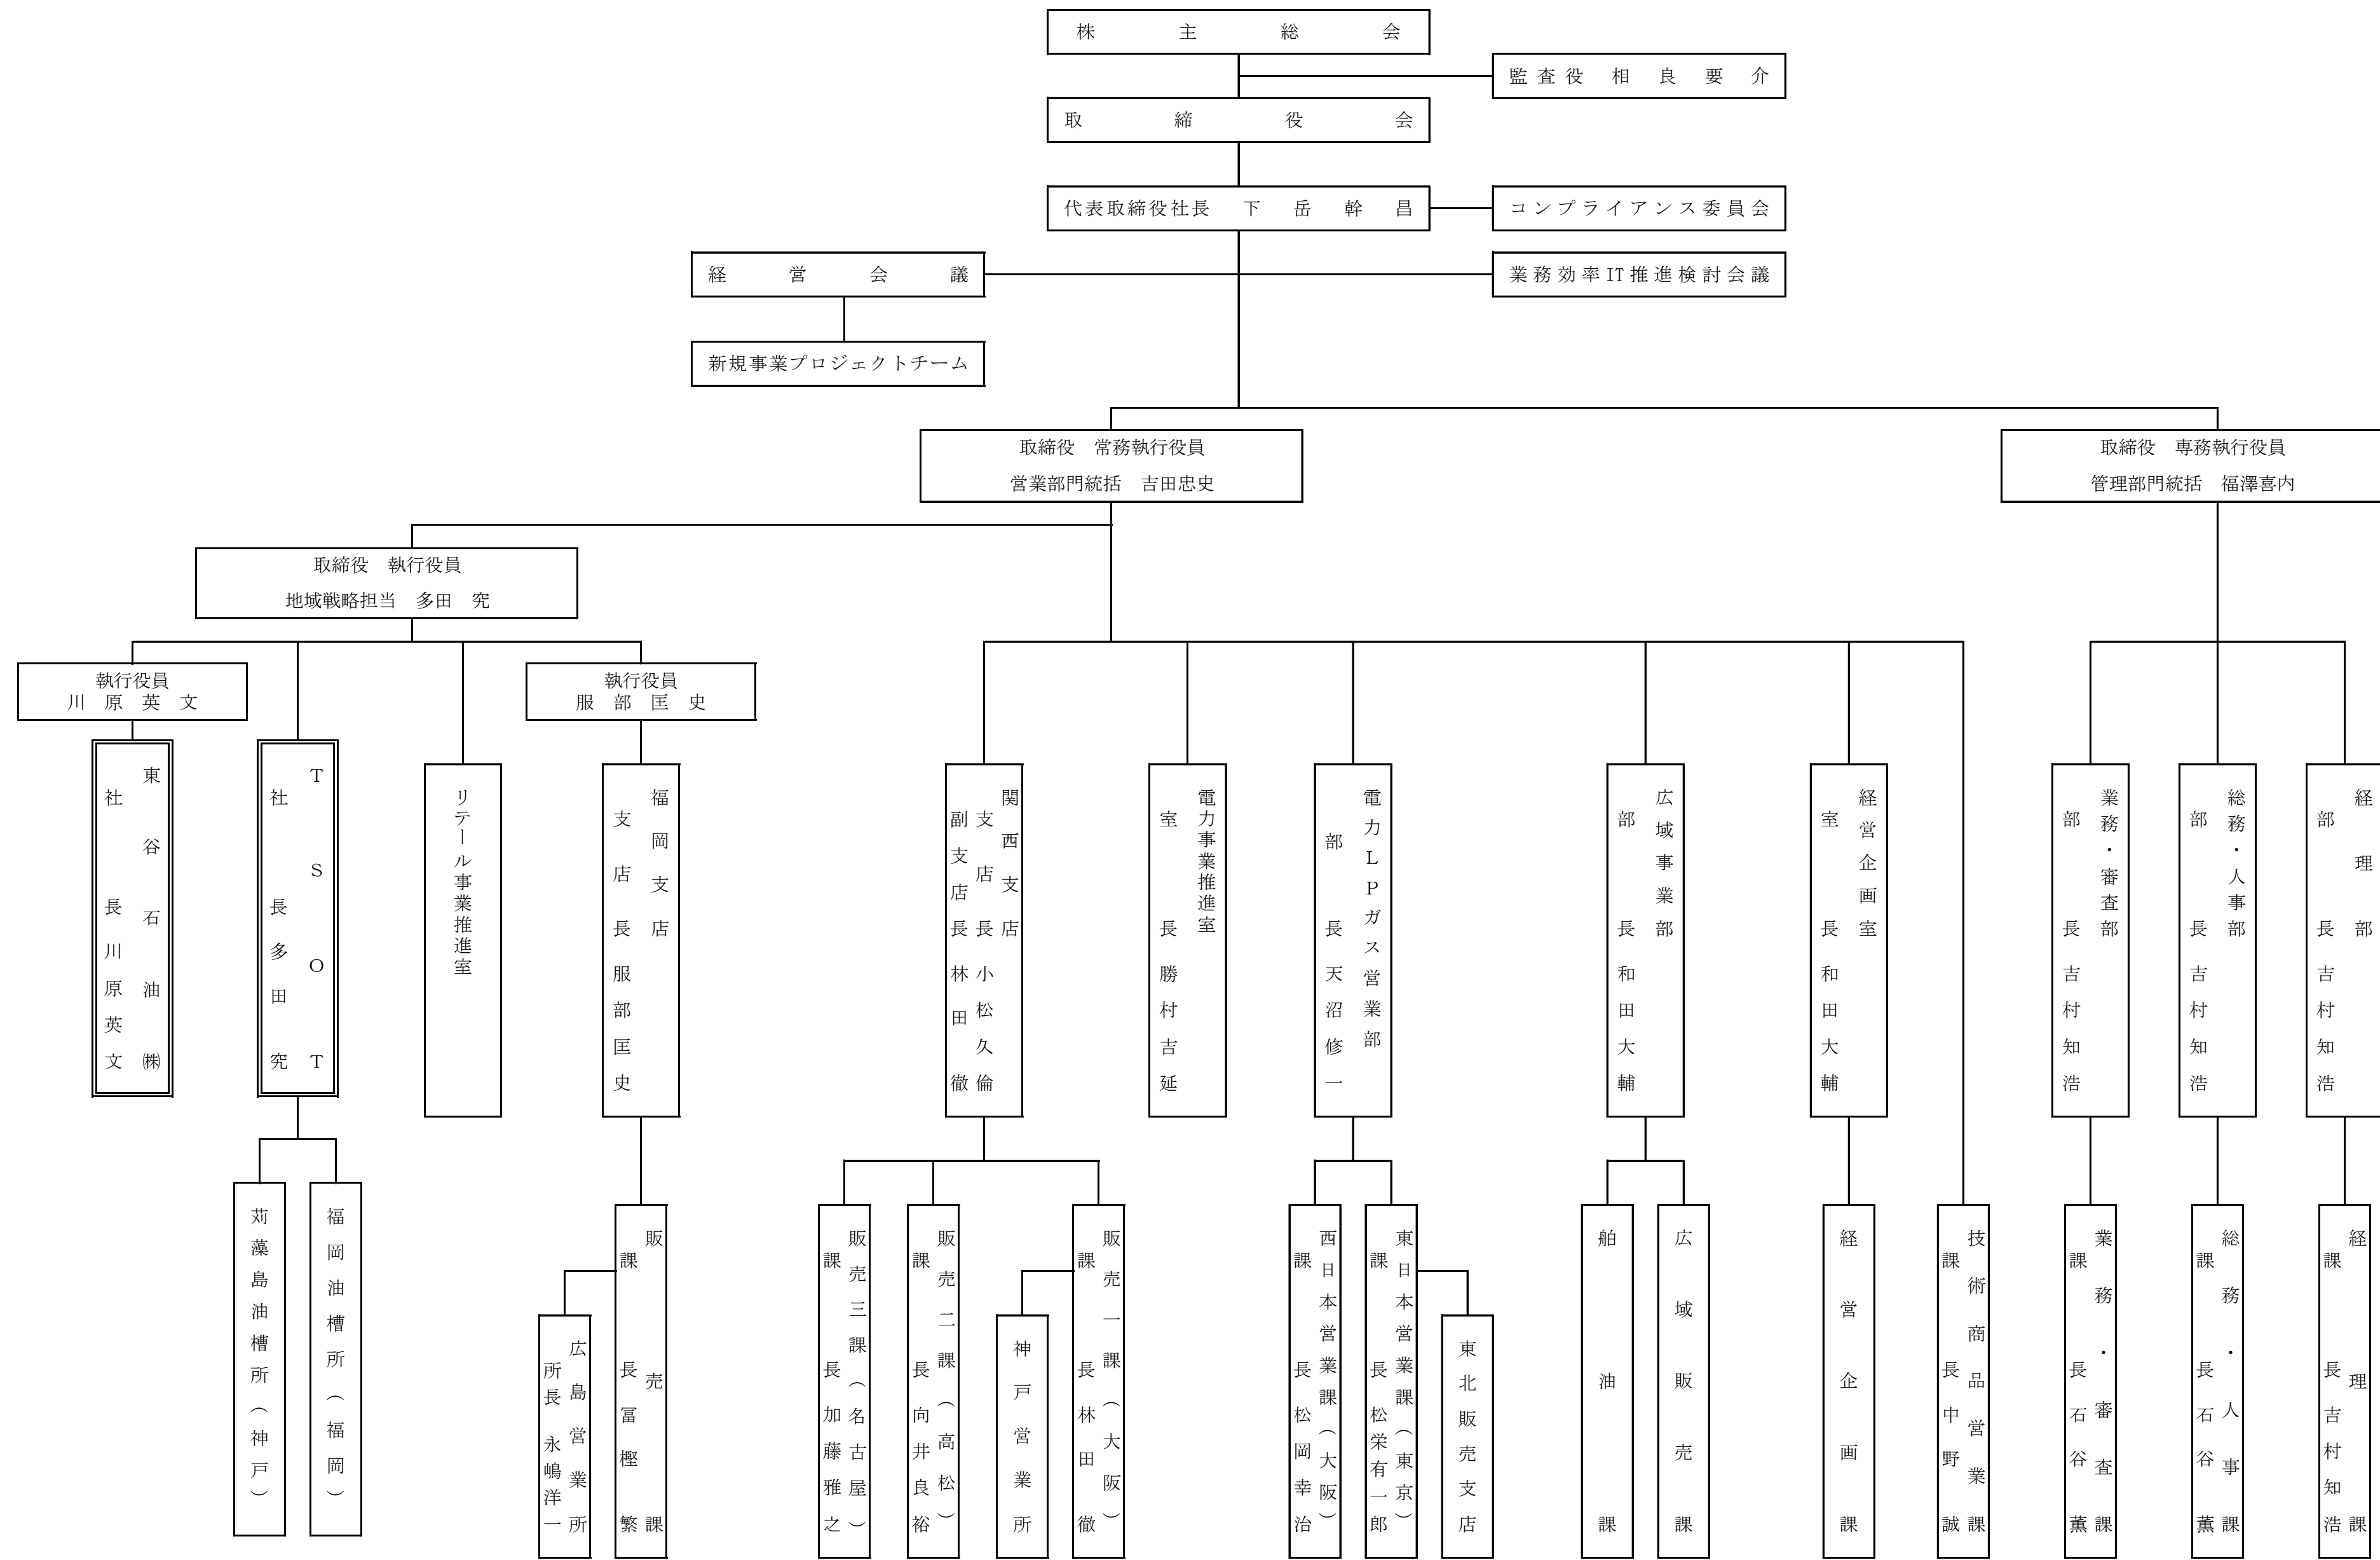 株主総会
監査役 相良要介
取締役会
代表取締役社長 下岳幹昌
コンプライアンス委員会
経営会議
業務効率IT推進検討会議
新規事業プロジェクトチーム
取締役 常務執行役員
営業部門統括 吉田忠史
取締役 専務執行役員
管理部門統括 福澤喜内
取締役 執行役員
地域戦略担当 多田 究
執行役員
川原英文
執行役員
服部匡史
東谷石油㈱
社長 川原英文
TSOT
社長 多田究
リテール事業推進室
福岡支店
支店長 服部匡史
関西支店
支店長 小松久倫
副支店長 林田徹
電力事業推進室
室長 勝村吉延
電力LPガス営業部
部長 天沼修一
広域事業部
部長 和田大輔
経営企画室
室長 和田大輔
業務・審査部
部長 吉村知浩
総務・人事部
部長 吉村知浩
経理部
部長 吉村知浩
苅藻島油槽所(神戸)
福岡油槽所(福岡)
広島営業所
所長 永嶋洋一
販売課
課長 冨樫繁
販売三課(名古屋)
課長 加藤雅之
販売二課(高松)
課長 向井良裕
神戸営業所
販売一課(大阪)
課長 林田徹
西日本営業課(大阪)
課長 松岡幸治
東日本営業課(東京)
課長 松栄有一郎
東北販売支店
舶油課
広域販売課
経営企画課
技術商品営業課
課長 中野誠
業務・審査課
課長 石谷薫
総務・人事課
課長 石谷薫
経理課
課長 吉村知浩